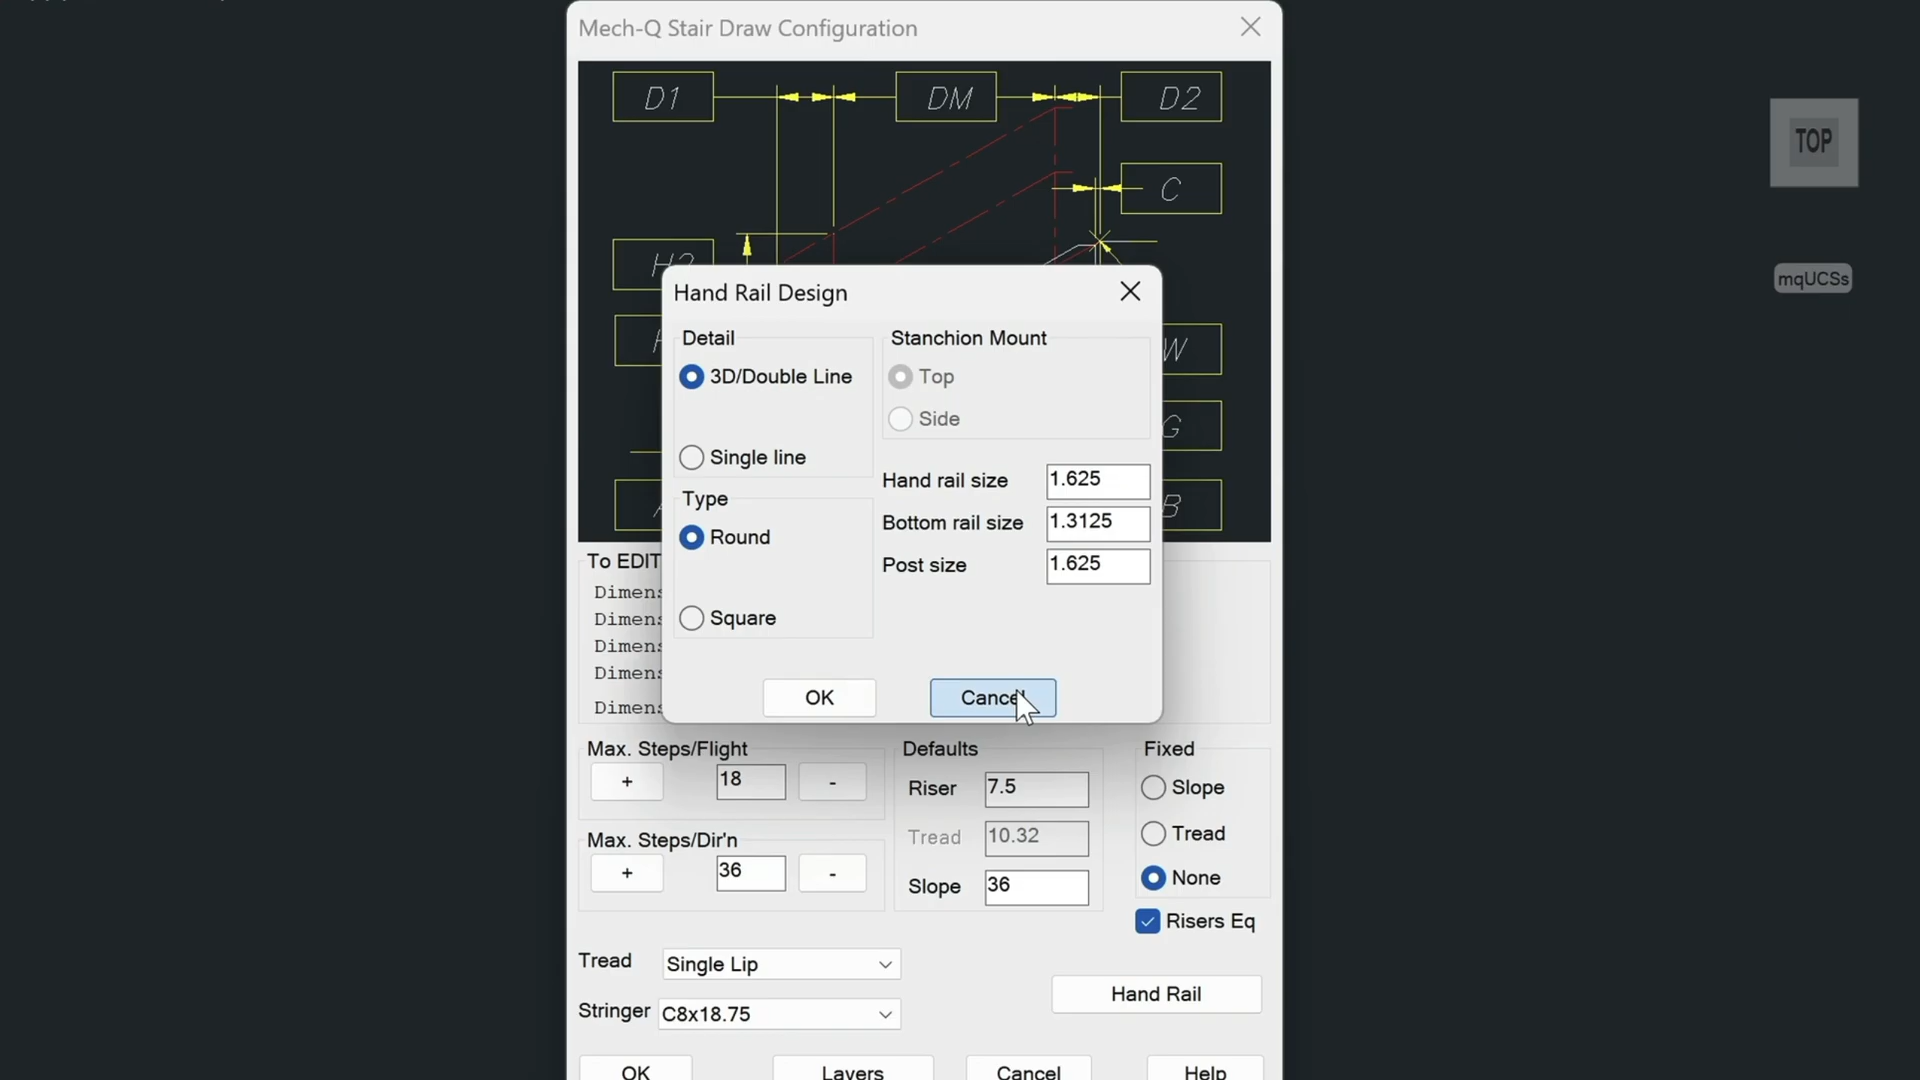 Mech-Q Stair Draw Configuration
D1
DM
D2
C
TOP
mqUCSs
W
G
B
Hand Rail Design
Detail
3D/Double Line
Single line
Type
Round
Square
Stanchion Mount
Top
Side
Hand rail size 1.625
Bottom rail size 1.3125
Post size 1.625
OK Cancel
To EDIT
Max. Steps/Flight
+ 18 -
Max. Steps/Dir'n
+ 36 -
Defaults
Riser 7.5
Tread 10.32
Slope 36
Fixed
Slope
Tread
None
Risers Eq
Tread Single Lip
Stringer C8x18.75
Hand Rail
OK Layers Cancel Help